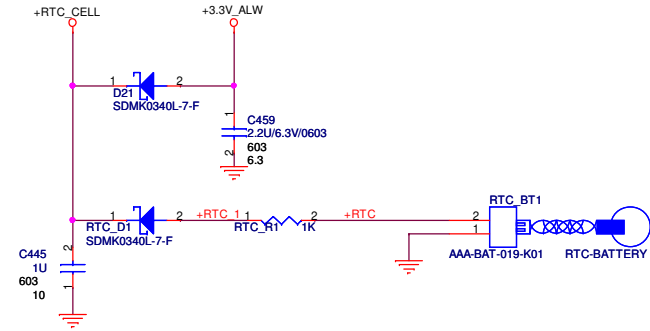 +RTC_CELL
+3.3V_ALW
1
2
D21
SDMK0340L-7-F
1
C459
2.2U/6.3V/0603
2
603
6.3
RTC_BT1
1
2
+RTC_1
1
2
+RTC
2
1
RTC_D1
RTC_R1
1K
SDMK0340L-7-F
AAA-BAT-019-K01
RTC-BATTERY
2
C445
1U
603
1
10